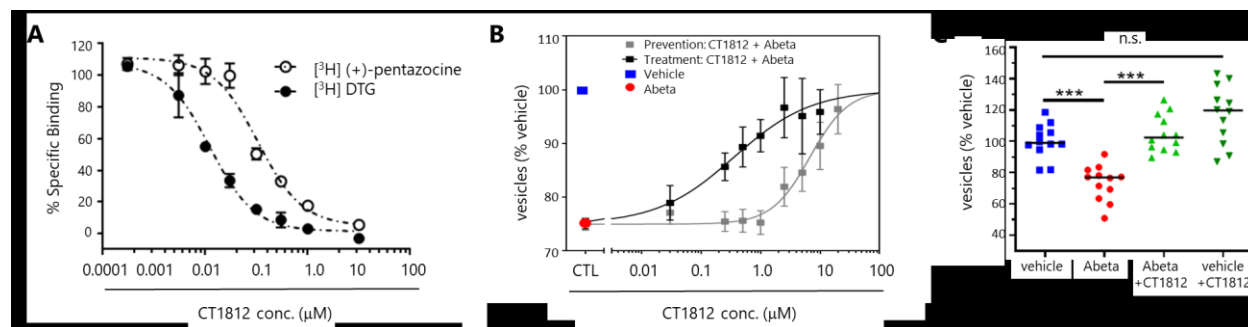 A
% Specific Binding
120
100
80
60
40
20
0
0.0001
0.01
0.1
1.0
100
CT1812 conc. (μM)
[³H] (+)-pentazocine
[³H] DTG
B
vesicles (% vehicle)
100
90
80
70
CTL
0.01
0.1
1.0
10
100
CT1812 conc. (μM)
Prevention: CT1812 + Abeta
Treatment: CT1812 + Abeta
Vehicle
Abeta
C
n.s.
***
***
vesicles (% vehicle)
160
140
120
100
80
60
40
vehicle
Abeta
Abeta
+CT1812
vehicle
+CT1812